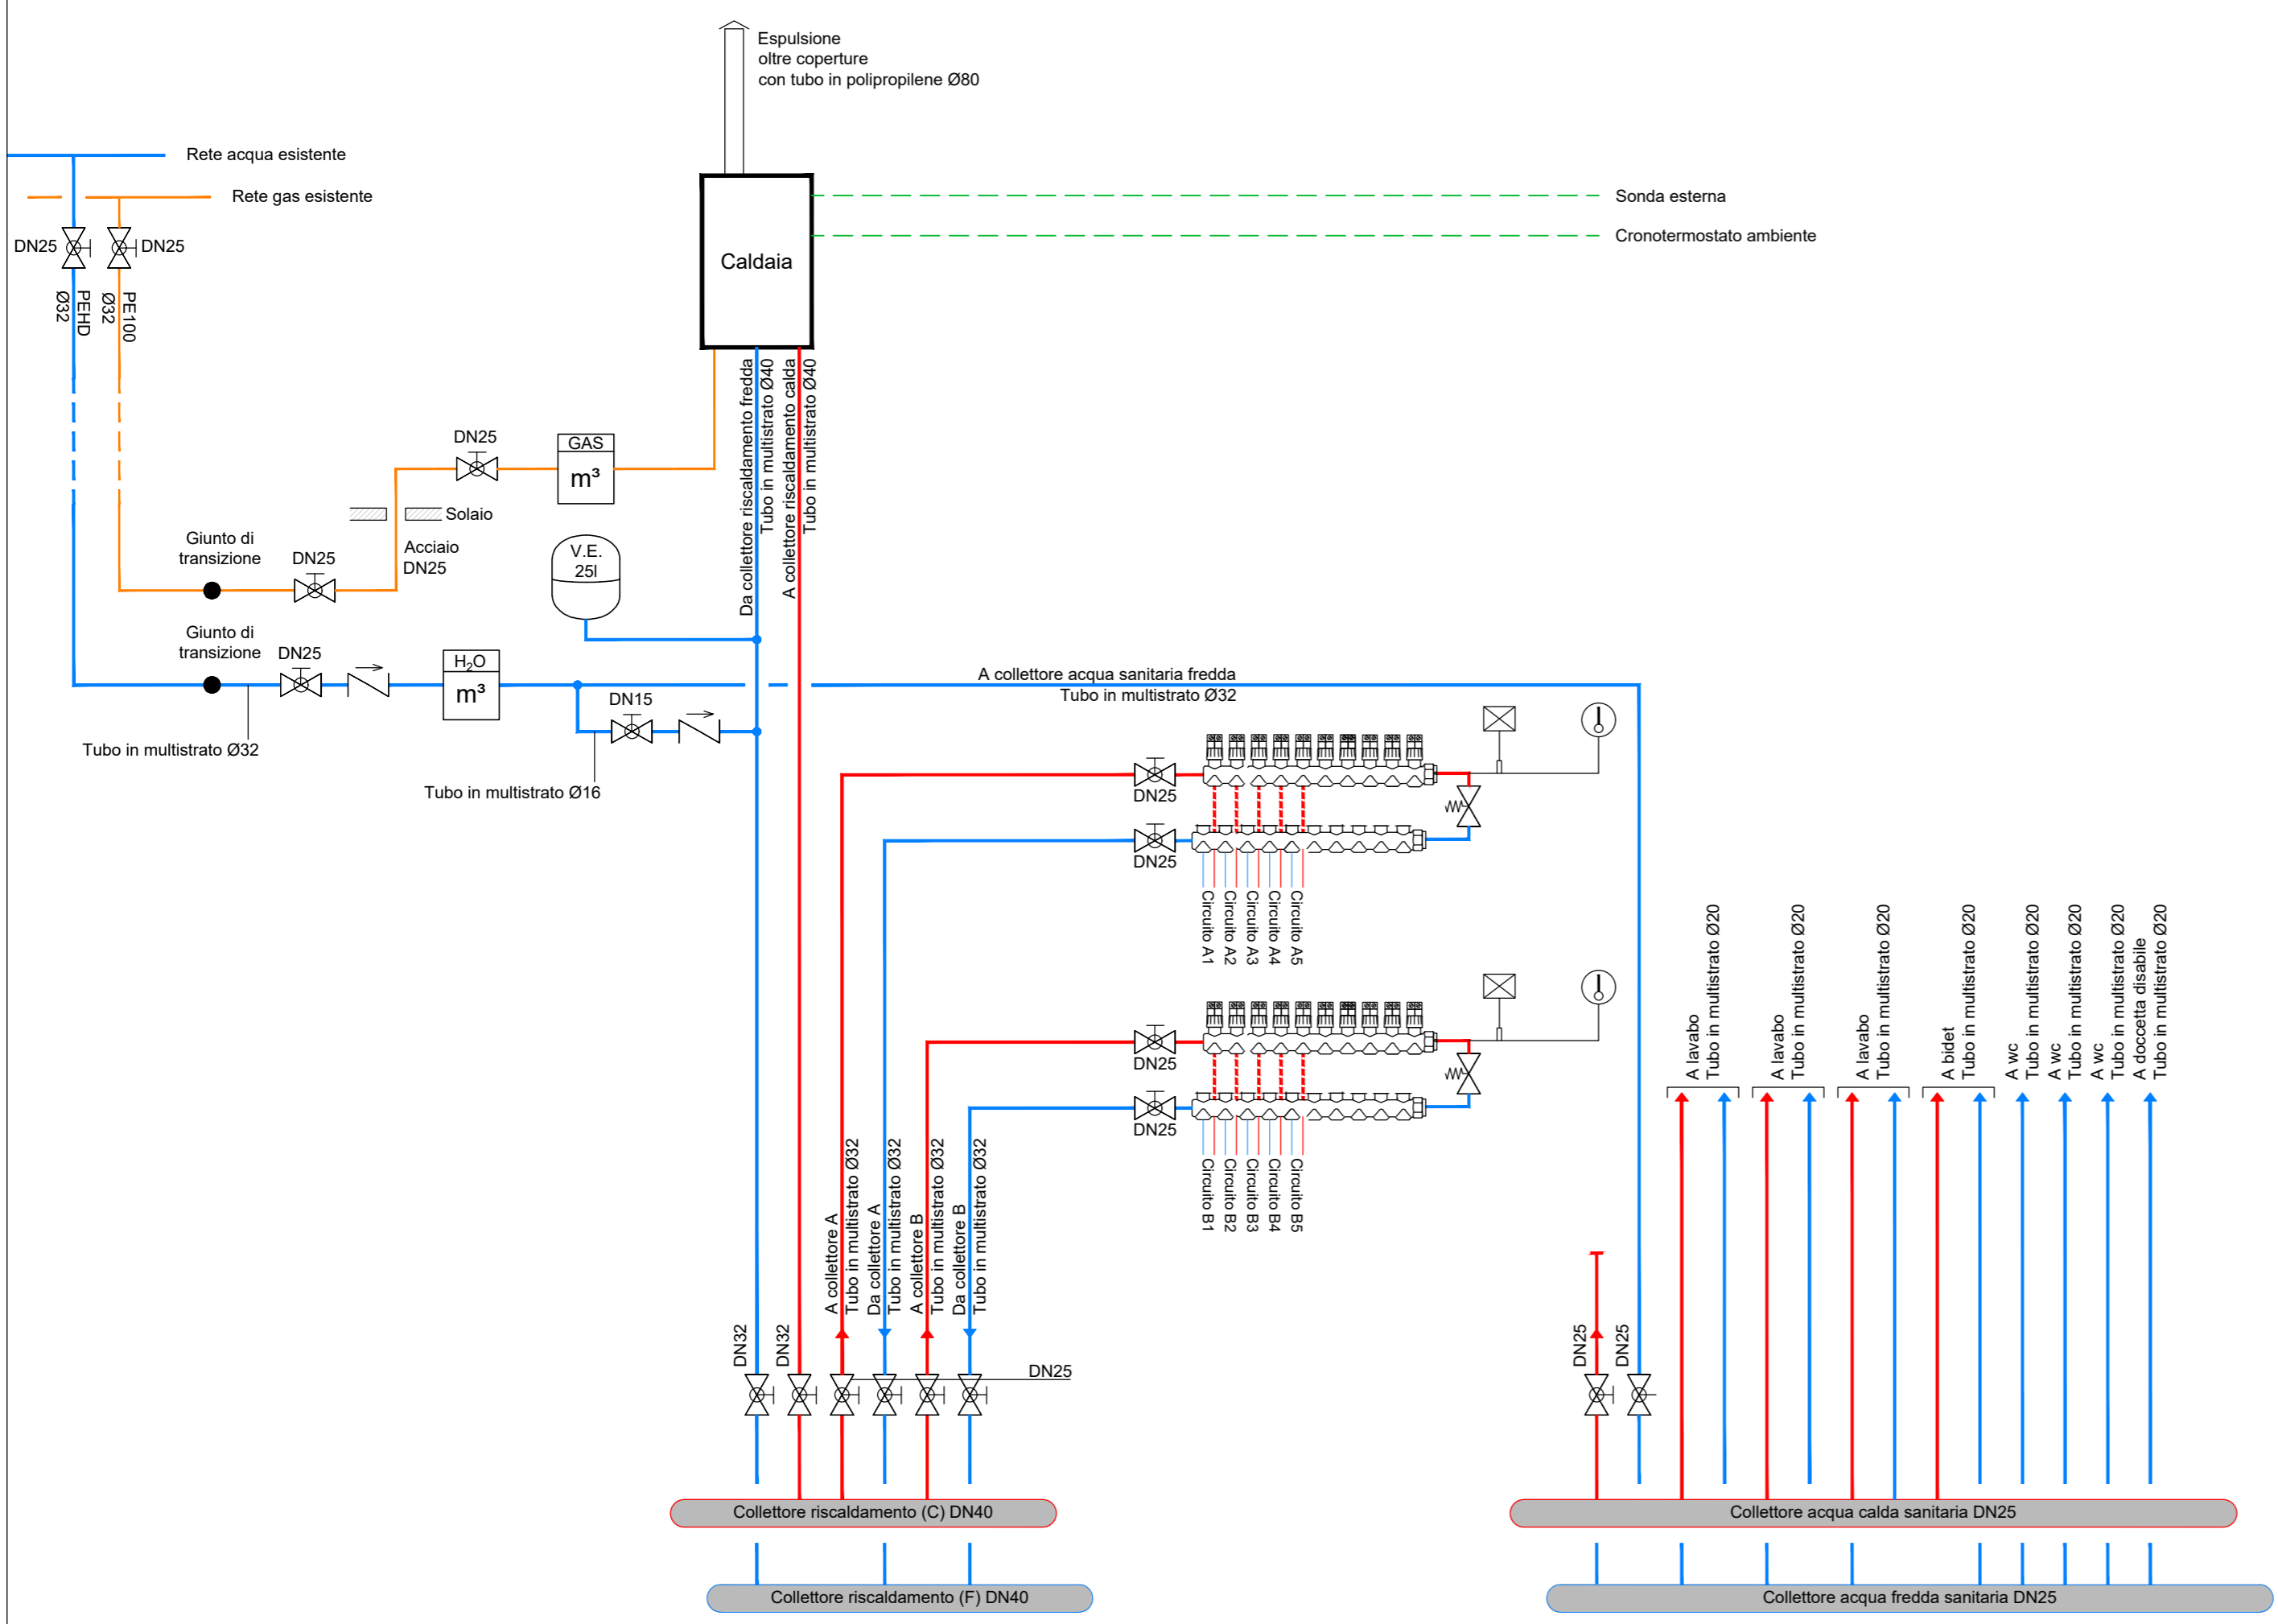 Espulsione
oltre coperture
con tubo in polipropilene Ø80
Rete acqua esistente
Rete gas esistente
Sonda esterna
Cronotermostato ambiente
DN25
DN25
Caldaia
PEHD
Ø32
PE100
Ø32
Da collettore riscaldamento fredda
Tubo in multistrato Ø40
A collettore riscaldamento calda
Tubo in multistrato Ø40
DN25
GAS
m³
Solaio
Giunto di
transizione
DN25
Acciaio
DN25
V.E.
25l
Giunto di
transizione
DN25
H₂O
m³
A collettore acqua sanitaria fredda
Tubo in multistrato Ø32
DN15
Tubo in multistrato Ø32
Tubo in multistrato Ø16
DN25
DN25
Circuito A1
Circuito A2
Circuito A3
Circuito A4
Circuito A5
DN25
DN25
Circuito B1
Circuito B2
Circuito B3
Circuito B4
Circuito B5
A lavabo
Tubo in multistrato Ø20
A lavabo
Tubo in multistrato Ø20
A lavabo
Tubo in multistrato Ø20
A bidet
Tubo in multistrato Ø20
A wc
Tubo in multistrato Ø20
A wc
Tubo in multistrato Ø20
A wc
Tubo in multistrato Ø20
A doccetta disabile
Tubo in multistrato Ø20
A collettore A
Tubo in multistrato Ø32
Da collettore A
Tubo in multistrato Ø32
A collettore B
Tubo in multistrato Ø32
Da collettore B
Tubo in multistrato Ø32
DN32
DN32
DN25
DN25
DN25
Collettore riscaldamento (C) DN40
Collettore acqua calda sanitaria DN25
Collettore riscaldamento (F) DN40
Collettore acqua fredda sanitaria DN25